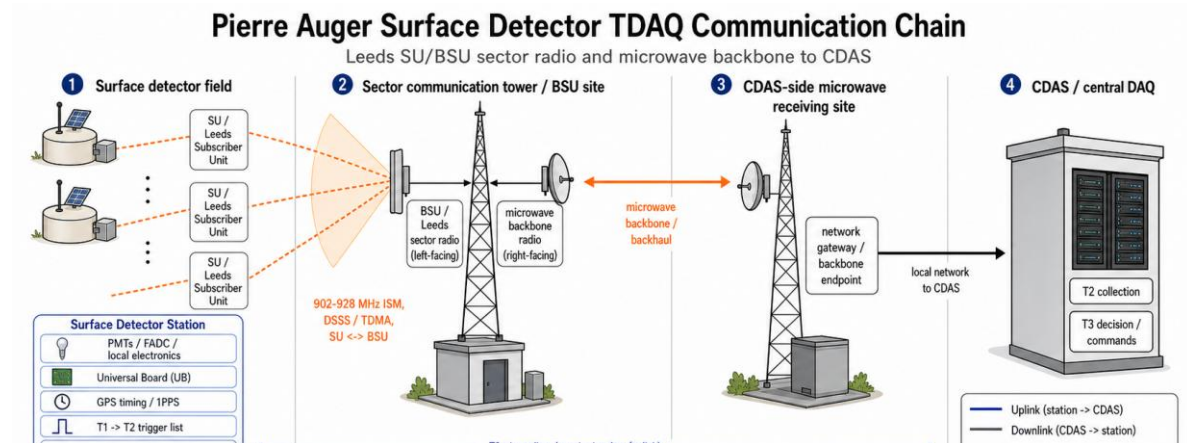 Pierre Auger Surface Detector TDAQ Communication Chain
Leeds SU/BSU sector radio and microwave backbone to CDAS
1 Surface detector field
SU /
Leeds
Subscriber
Unit
SU /
Leeds
Subscriber
Unit
SU /
Leeds
Subscriber
Unit
Surface Detector Station
PMTs / FADC /
local electronics
Universal Board (UB)
GPS timing / 1PPS
T1 -> T2 trigger list
2 Sector communication tower / BSU site
BSU /
Leeds
sector radio
(left-facing)
microwave
backbone
radio
(right-facing)
902-928 MHz ISM,
DSSS / TDMA,
SU <-> BSU
microwave
backbone /
backhaul
3 CDAS-side microwave
receiving site
network
gateway /
backbone
endpoint
local network
to CDAS
4 CDAS / central DAQ
T2 collection
T3 decision /
commands
Uplink (station -> CDAS)
Downlink (CDAS -> station)